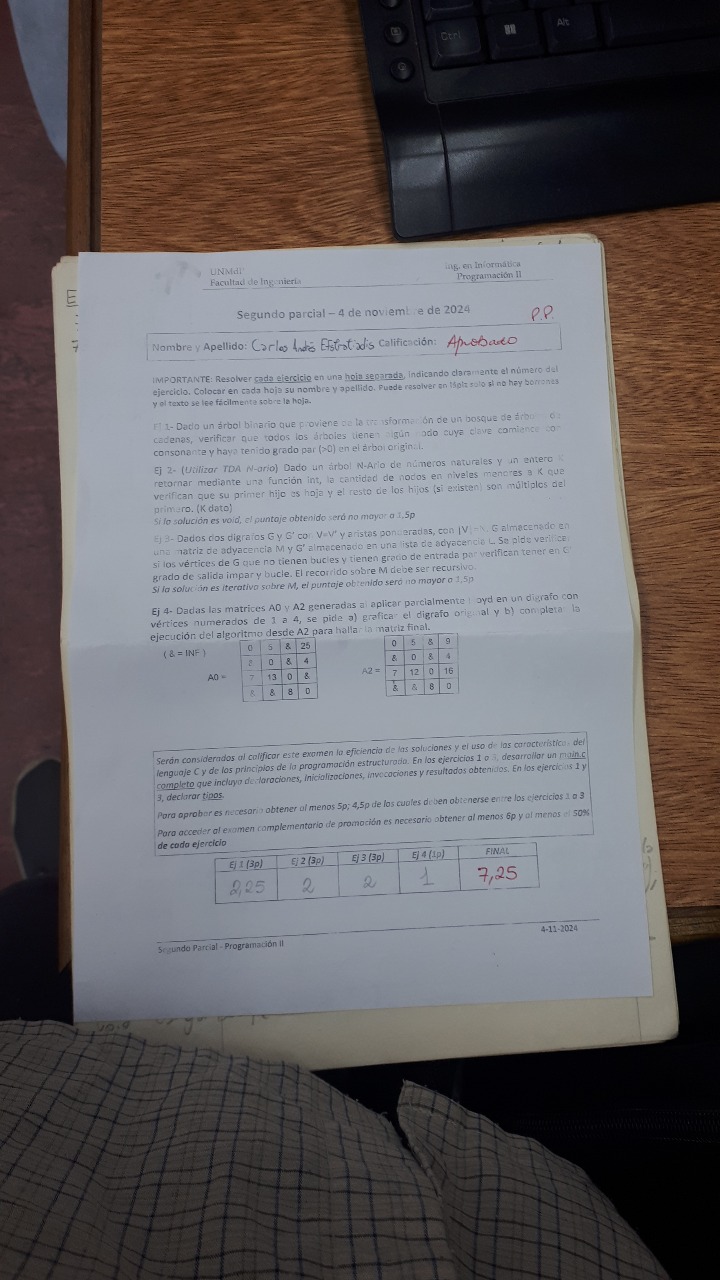 Ctrl
Alt
UNMdP
Facultad de Ingeniería
Ing. en Informática
Programación II
Segundo parcial – 4 de noviembre de 2024
P.P.
Nombre y Apellido: Carlos Andrés Calificación: Aprobado
IMPORTANTE: Resolver cada ejercicio en una hoja separada, indicando claramente el número del
ejercicio. Colocar en cada hoja su nombre y apellido. Puede resolver en lápiz solo si no hay borrones
y el texto se lee fácilmente sobre la hoja.
Ej 1- Dado un árbol binario que proviene de la transformación de un bosque de árboles de
cadenas, verificar que todos los árboles tienen algún nodo cuya clave comience con
consonante y haya tenido grado par (>0) en el árbol original.
Ej 2- (Utilizar TDA N-ario) Dado un árbol N-Ario de números naturales y un entero K
retornar mediante una función int, la cantidad de nodos en niveles menores a K que
verifican que su primer hijo es hoja y el resto de los hijos (si existen) son múltiplos del
primero. (K dato)
Si la solución es void, el puntaje obtenido será no mayor a 1,5p
Ej 3- Dados dos digrafos G y G' con V=V' y aristas ponderadas, con |V|=N, G almacenado en
una matriz de adyacencia M y G' almacenado en una lista de adyacencia L. Se pide verificar
si los vértices de G que no tienen bucles y tienen grado de entrada par verifican tener en G'
grado de salida impar y bucle. El recorrido sobre M debe ser recursivo.
Si la solución es iterativa sobre M, el puntaje obtenido será no mayor a 1,5p
Ej 4- Dadas las matrices A0 y A2 generadas al aplicar parcialmente Floyd en un digrafo con
vértices numerados de 1 a 4, se pide a) graficar el digrafo original y b) completar la
ejecución del algoritmo desde A2 para hallar la matriz final.
( & = INF )
A0 =
0 5 & 25
0 & 4
7 13 0 &
& & 8 0
A2 =
0 5 & 9
& 0 & 4
7 12 0 16
& & 8 0
Serán considerados al calificar este examen la eficiencia de las soluciones y el uso de las características del
lenguaje C y de los principios de la programación estructurada. En los ejercicios 1 a 3, desarrollar un main.c
completo que incluya declaraciones, inicializaciones, invocaciones y resultados obtenidos. En los ejercicios 1 y
3, declarar tipos.
Para aprobar es necesario obtener al menos 5p; 4,5p de los cuales deben obtenerse entre los ejercicios 1 a 3
Para acceder al examen complementario de promoción es necesario obtener al menos 6p y al menos el 50%
de cada ejercicio
Ej 1 (3p) Ej 2 (3p) Ej 3 (3p) Ej 4 (1p) FINAL
2,25 2 2 1 7,25
Segundo Parcial - Programación II
4-11-2024